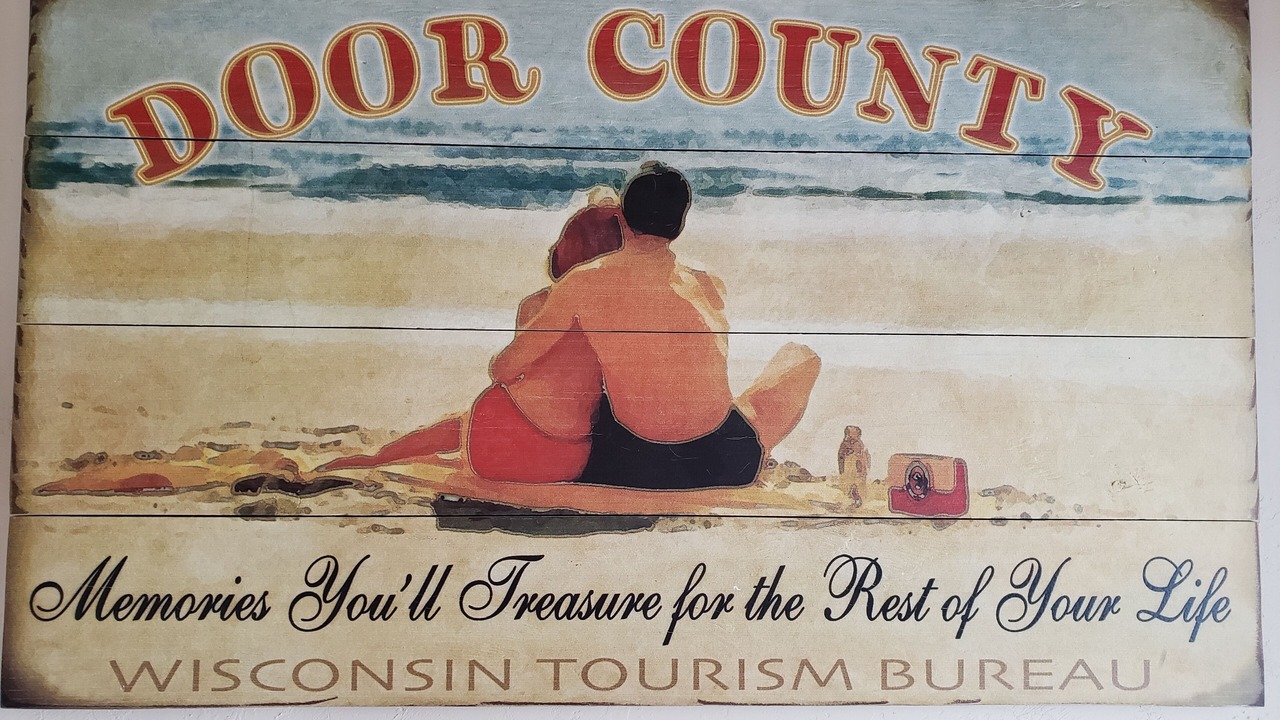 DOOR COUNTY
Memories You'll Treasure for the Rest of Your Life
WISCONSIN TOURISM BUREAU